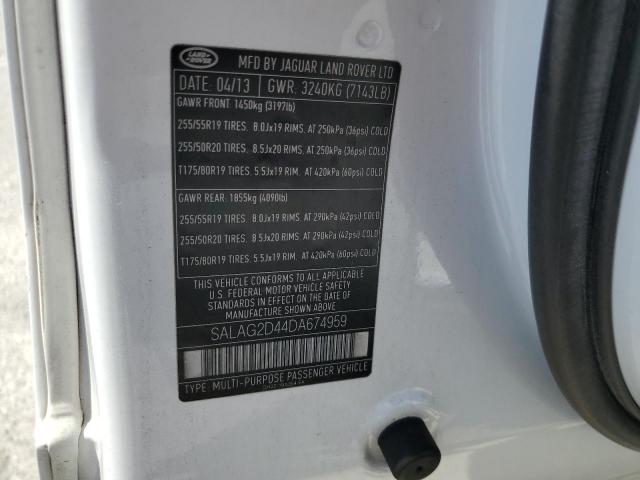 LAND ROVER
MFD BY JAGUAR LAND ROVER LTD
DATE: 04/13 GWR: 3240KG (7143LB)
GAWR FRONT: 1450kg (3197lb)
255/55R19 TIRES. 8.0Jx19 RIMS. AT 250kPa (36psi) COLD
255/50R20 TIRES. 8.5Jx20 RIMS. AT 250kPa (36psi) COLD
T175/80R19 TIRES. 5.5Jx19 RIM. AT 420kPa (60psi) COLD
GAWR REAR: 1855kg (4090lb)
255/55R19 TIRES. 8.0Jx19 RIMS. AT 290kPa (42psi) COLD
255/50R20 TIRES. 8.5Jx20 RIMS. AT 290kPa (42psi) COLD
T175/80R19 TIRES. 5.5Jx19 RIM. AT 420kPa (60psi) COLD
THIS VEHICLE CONFORMS TO ALL APPLICABLE
U.S. FEDERAL MOTOR VEHICLE SAFETY
STANDARDS IN EFFECT ON THE DATE OF
MANUFACTURE SHOWN ABOVE
SALAG2D44DA674959
TYPE: MULTI-PURPOSE PASSENGER VEHICLE